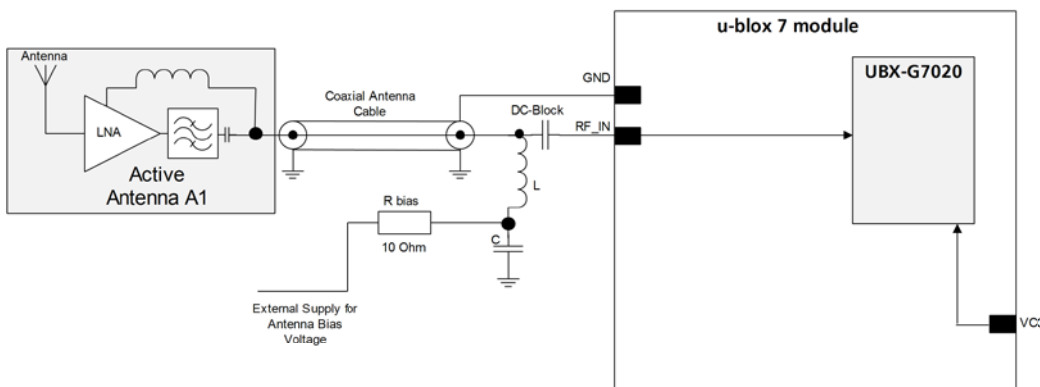 u-blox 7 module
Antenna
UBX-G7020
GND
Coaxial Antenna
Cable
DC-Block
RF_IN
LNA
Active
Antenna A1
L
R bias
C
10 Ohm
External Supply for
Antenna Bias
Voltage